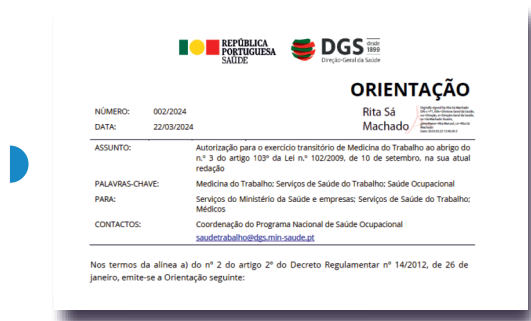 REPÚBLICA
PORTUGUESA
SAÚDE
DGS desde
1899
Direção-Geral da Saúde
ORIENTAÇÃO
NÚMERO: 002/2024
DATA: 22/03/2024
Rita Sá
Machado
ASSUNTO: Autorização para o exercício transitório de Medicina do Trabalho ao abrigo do
n.º 3 do artigo 103º da Lei n.º 102/2009, de 10 de setembro, na sua atual
redação
PALAVRAS-CHAVE: Medicina do Trabalho; Serviços de Saúde do Trabalho; Saúde Ocupacional
PARA: Serviços do Ministério da Saúde e empresas; Serviços de Saúde do Trabalho;
Médicos
CONTACTOS: Coordenação do Programa Nacional de Saúde Ocupacional
saudetrabalho@dgs.min-saude.pt
Nos termos da alínea a) do nº 2 do artigo 2º do Decreto Regulamentar nº 14/2012, de 26 de
janeiro, emite-se a Orientação seguinte: